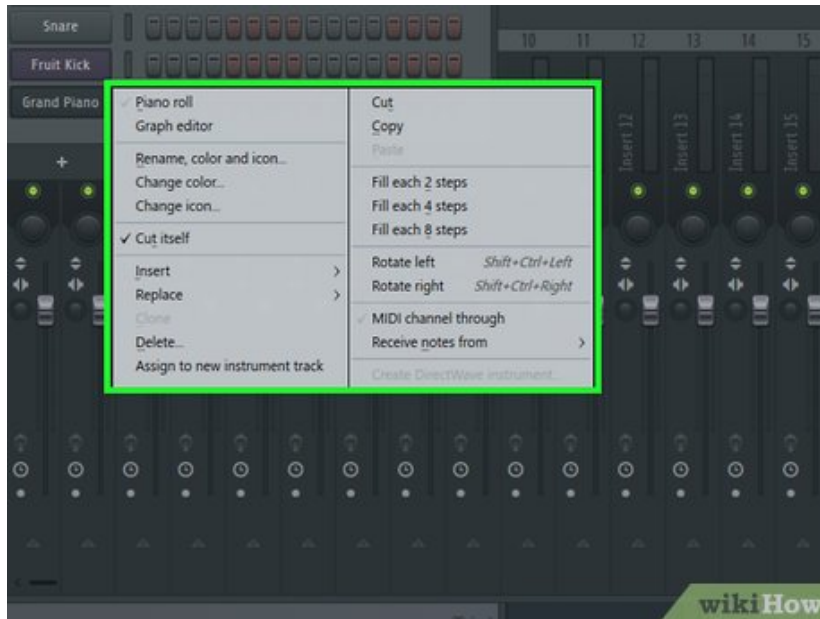 Snare
Fruit Kick
Grand Piano
10 11 12 13 14 15
Insert 12
Insert 13
Insert 14
Insert 15
Piano roll
Graph editor
Rename, color and icon...
Change color...
Change icon...
Cut itself
Insert
Replace
Clone
Delete...
Assign to new instrument track
Cut
Copy
Paste
Fill each 2 steps
Fill each 4 steps
Fill each 8 steps
Rotate left Shift+Ctrl+Left
Rotate right Shift+Ctrl+Right
MIDI channel through
Receive notes from
Create DirectWave instrument...
wikiHow